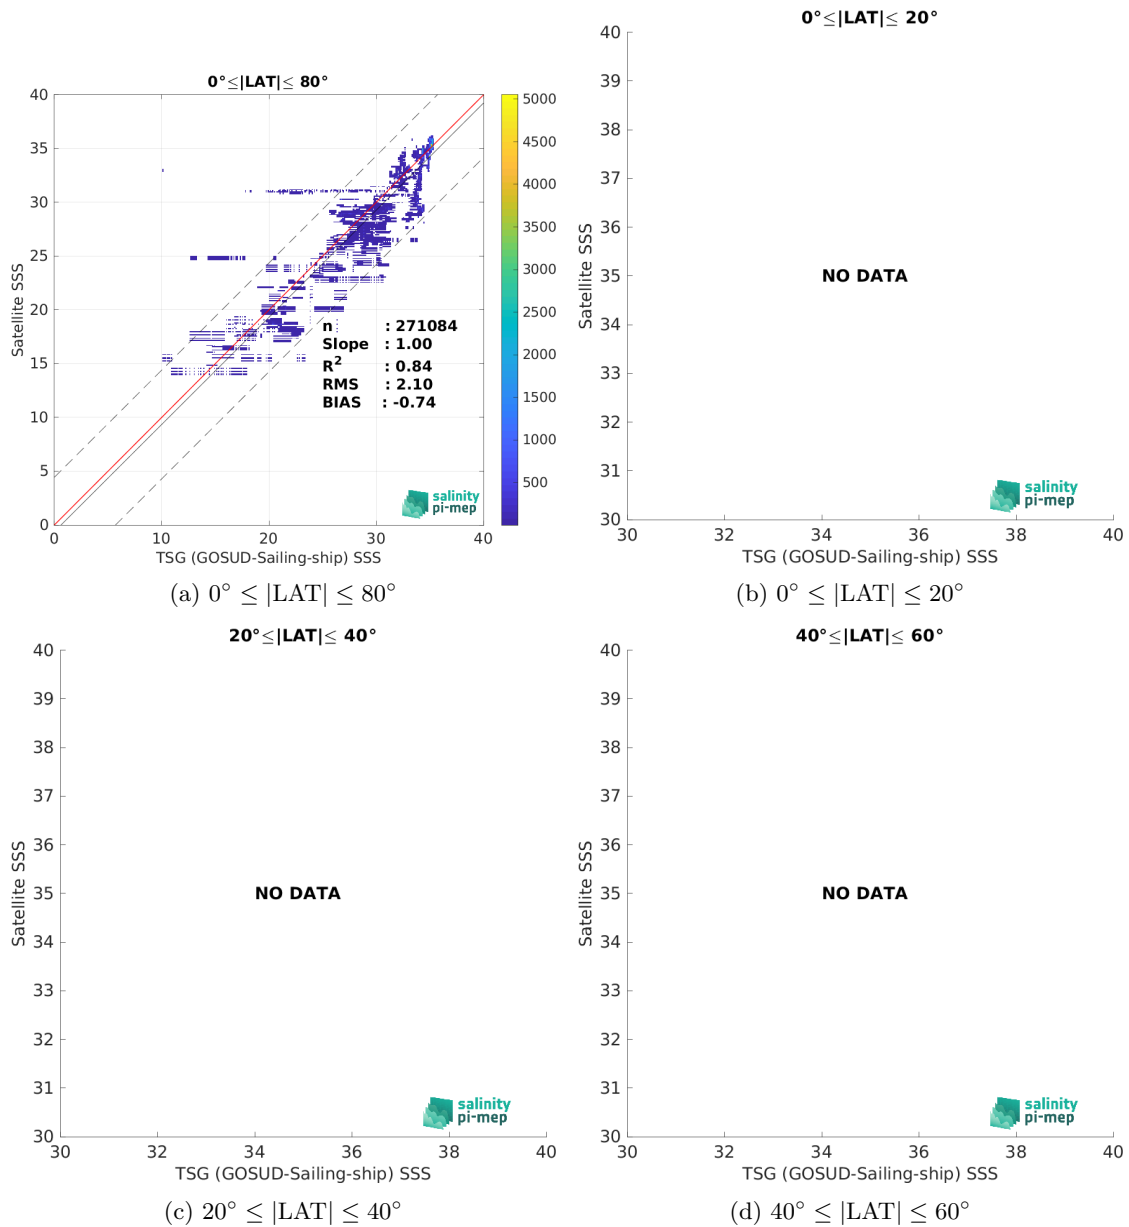 0°≤|LAT|≤ 80°
40
35
30
25
20
15
10
5
0
Satellite SSS
n : 271084
Slope : 1.00
R² : 0.84
RMS : 2.10
BIAS : -0.74
salinity
pi-mep
0 10 20 30 40
TSG (GOSUD-Sailing-ship) SSS
5000
4500
4000
3500
3000
2500
2000
1500
1000
500
(a) 0° ≤ |LAT| ≤ 80°
0°≤|LAT|≤ 20°
40
39
38
37
36
35
34
33
32
31
30
Satellite SSS
NO DATA
salinity
pi-mep
30 32 34 36 38 40
TSG (GOSUD-Sailing-ship) SSS
(b) 0° ≤ |LAT| ≤ 20°
20°≤|LAT|≤ 40°
40
39
38
37
36
35
34
33
32
31
30
Satellite SSS
NO DATA
salinity
pi-mep
30 32 34 36 38 40
TSG (GOSUD-Sailing-ship) SSS
(c) 20° ≤ |LAT| ≤ 40°
40°≤|LAT|≤ 60°
40
39
38
37
36
35
34
33
32
31
30
Satellite SSS
NO DATA
salinity
pi-mep
30 32 34 36 38 40
TSG (GOSUD-Sailing-ship) SSS
(d) 40° ≤ |LAT| ≤ 60°